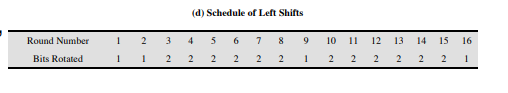 (d) Schedule of Left Shifts
Round Number 1 2 3 4 5 6 7 8 9 10 11 12 13 14 15 16
Bits Rotated 1 1 2 2 2 2 2 2 1 2 2 2 2 2 2 1